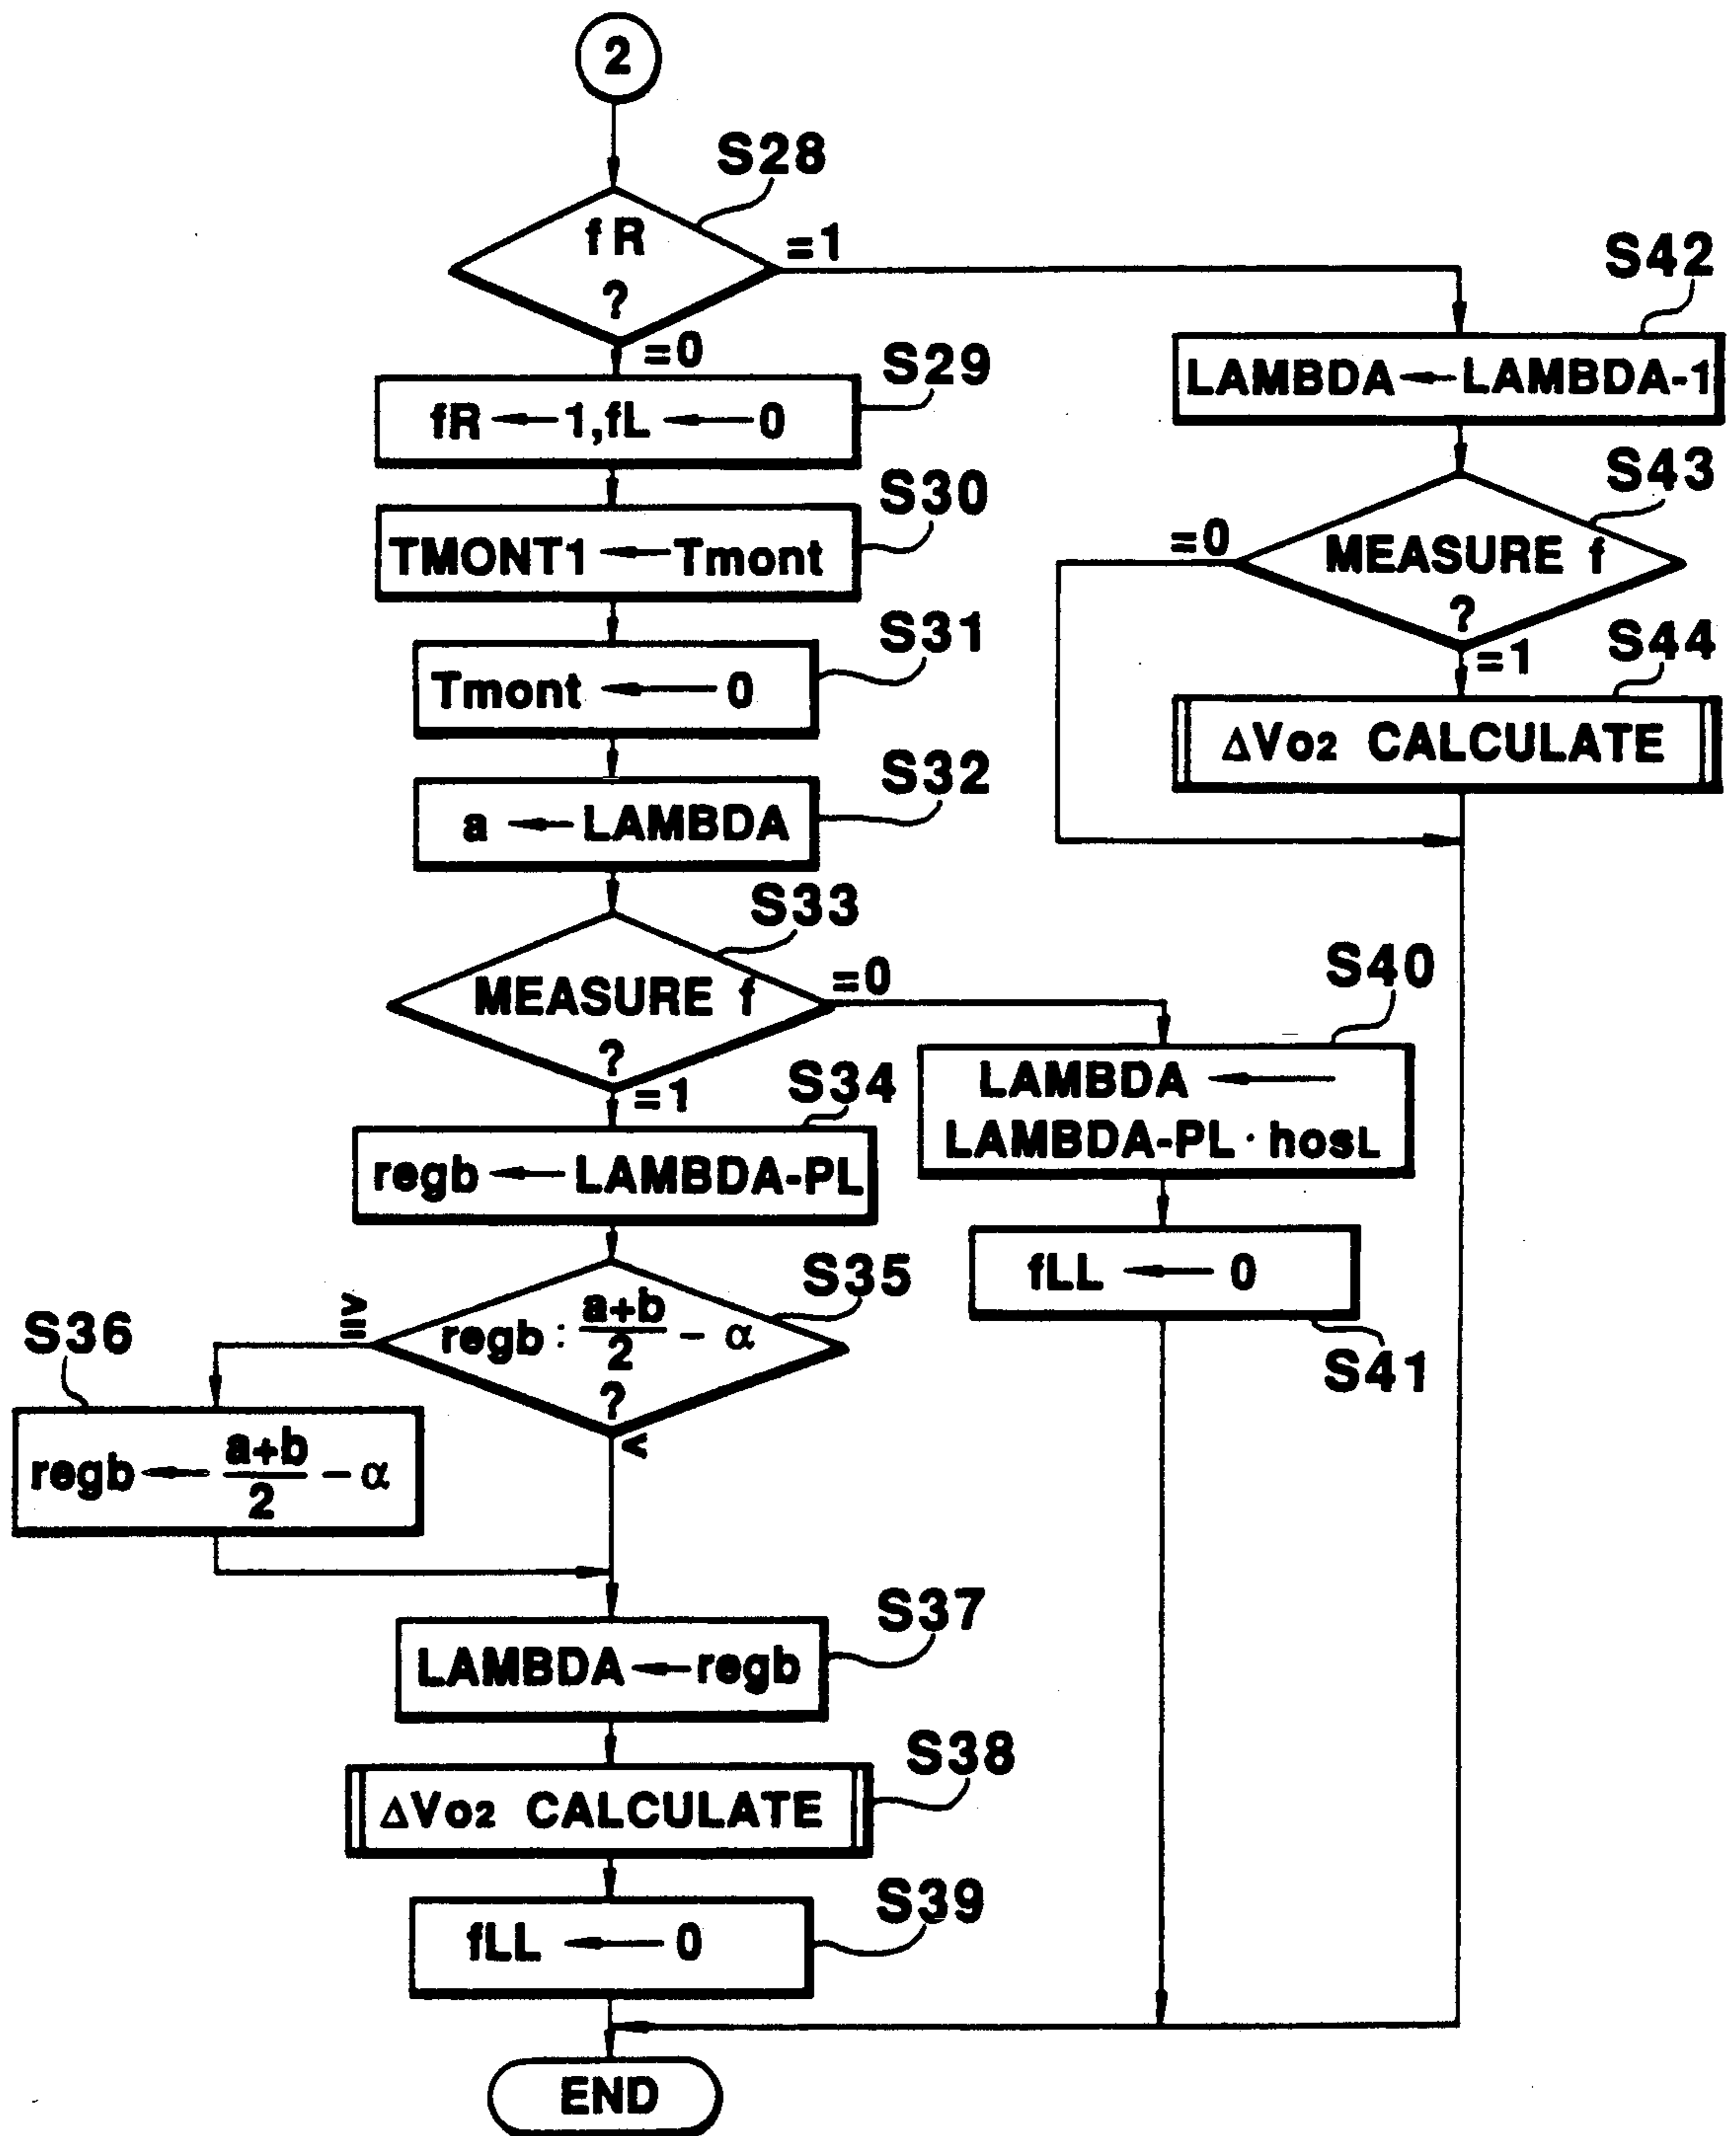 2
S28
fR
?
=1
=0
S29
fR ← 1, fL ← 0
S30
TMONT1 ← Tmont
S31
Tmont ← 0
S32
a ← LAMBDA
S33
MEASURE f
?
=0
=1
S34
regb ← LAMBDA-PL
S35
regb : a+b/2 − α
?
≧
<
S36
regb ← a+b/2 − α
S37
LAMBDA ← regb
S38
ΔVo2 CALCULATE
S39
fLL ← 0
S40
LAMBDA ←
LAMBDA-PL · hosL
fLL ← 0
S41
S42
LAMBDA ← LAMBDA-1
S43
MEASURE f
?
=0
=1
S44
ΔVo2 CALCULATE
END